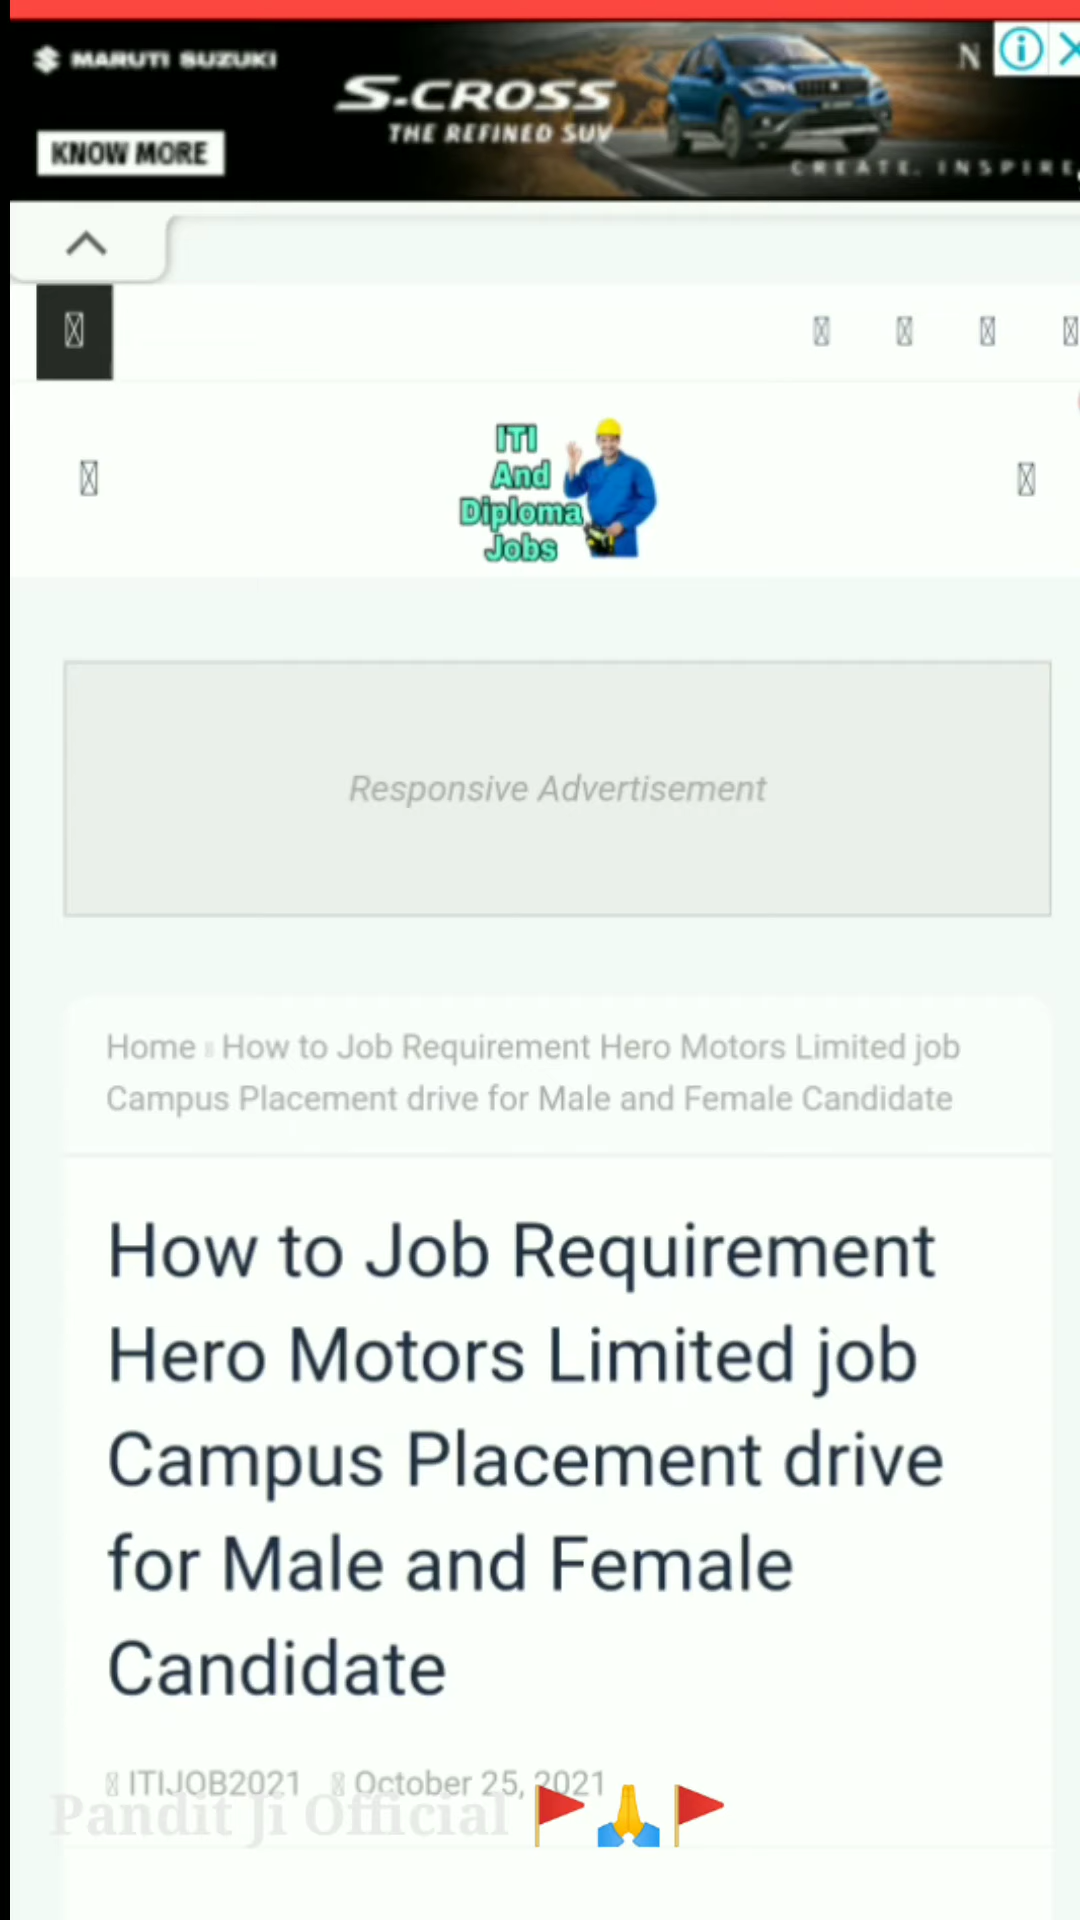 MARUTI SUZUKI
S-CROSS
THE REFINED SUV
N
KNOW MORE
CREATE. INSPIRE.
ITI
And
Diploma
Jobs
Responsive Advertisement
Home How to Job Requirement Hero Motors Limited job
Campus Placement drive for Male and Female Candidate
How to Job Requirement
Hero Motors Limited job
Campus Placement drive
for Male and Female
Candidate
ITIJOB2021 October 25, 2021
Pandit Ji Official 🚩🙏🚩